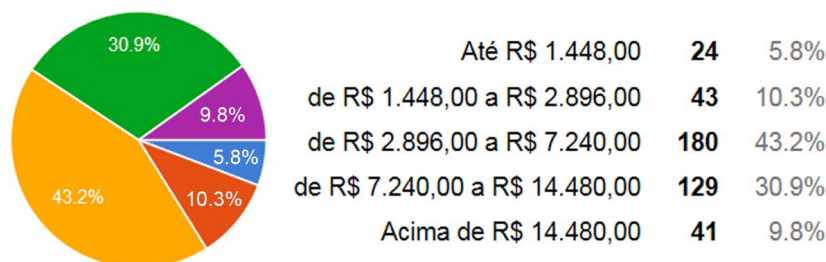 30.9%
9.8%
5.8%
10.3%
43.2%
Até R$ 1.448,00 24 5.8%
de R$ 1.448,00 a R$ 2.896,00 43 10.3%
de R$ 2.896,00 a R$ 7.240,00 180 43.2%
de R$ 7.240,00 a R$ 14.480,00 129 30.9%
Acima de R$ 14.480,00 41 9.8%